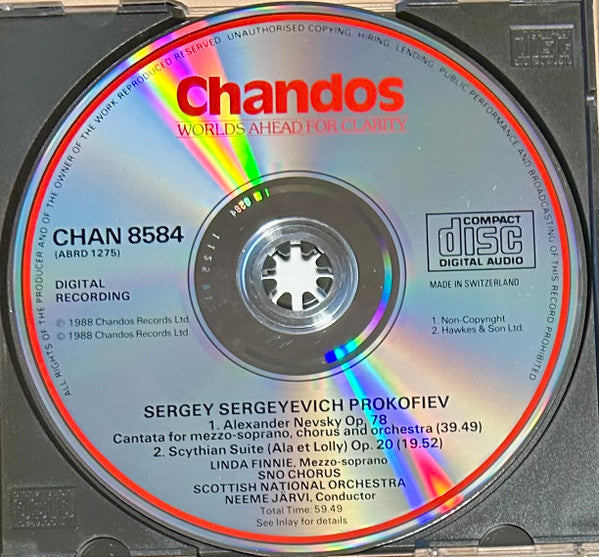 ALL RIGHTS OF THE PRODUCER AND OF THE OWNER OF THE WORK REPRODUCED RESERVED. UNAUTHORISED COPYING, HIRING, LENDING, PUBLIC PERFORMANCE AND BROADCASTING OF THIS RECORD PROHIBITED
Chandos
WORLDS AHEAD FOR CLARITY
CHAN 8584
(ABRD 1275)
DIGITAL
RECORDING
℗ 1988 Chandos Records Ltd.
© 1988 Chandos Records Ltd.
COMPACT
disc
DIGITAL AUDIO
MADE IN SWITZERLAND
1. Non-Copyright
2. Hawkes & Son Ltd.
SERGEY SERGEYEVICH PROKOFIEV
1. Alexander Nevsky Op. 78
Cantata for mezzo-soprano, chorus and orchestra (39.49)
2. Scythian Suite (Ala et Lolly) Op. 20 (19.52)
LINDA FINNIE, Mezzo-soprano
SNO CHORUS
SCOTTISH NATIONAL ORCHESTRA
NEEME JÄRVI, Conductor
Total Time: 59.49
See Inlay for details